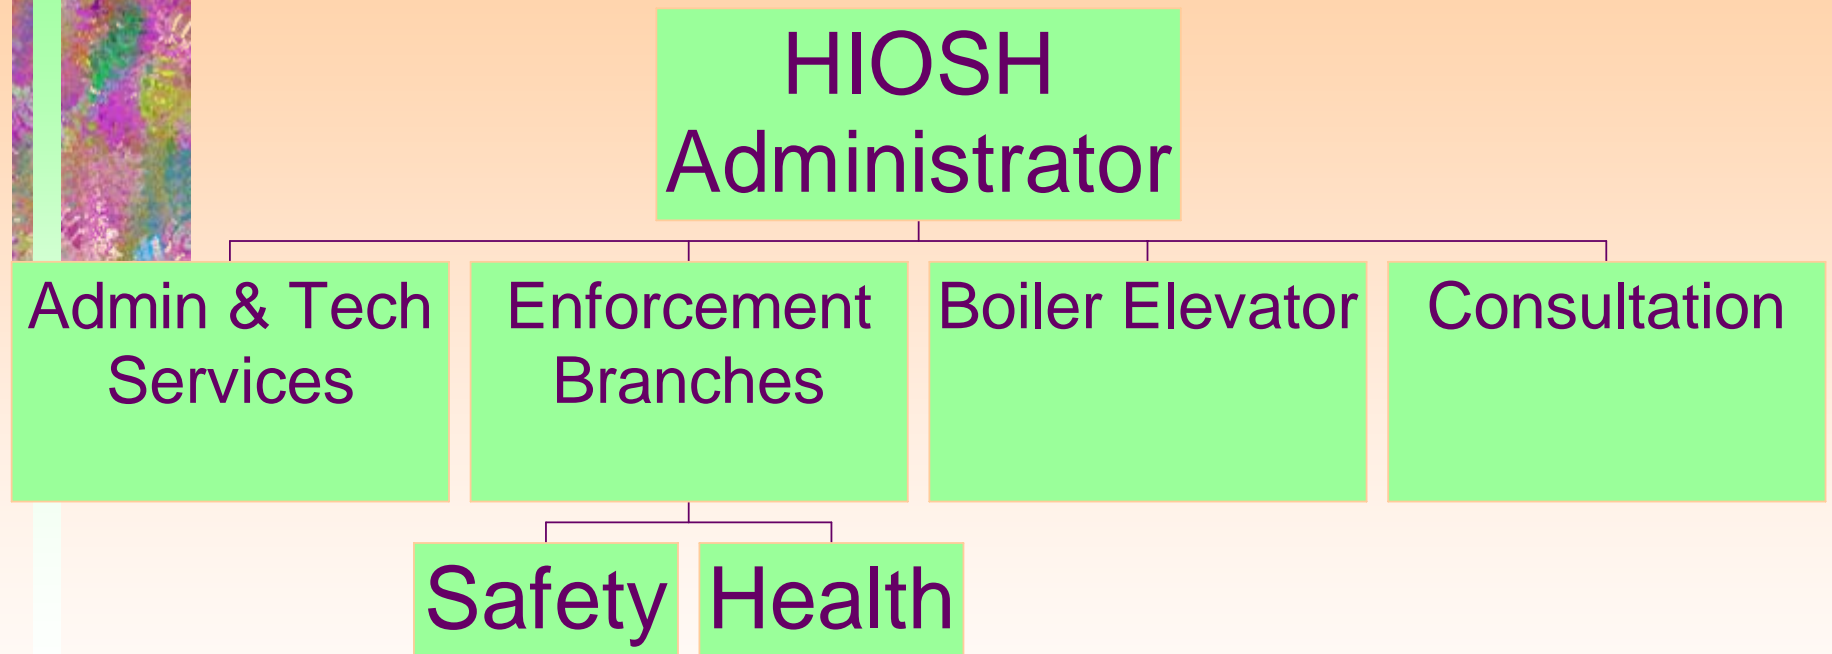 HIOSH
Administrator
Admin & Tech
Services
Enforcement
Branches
Boiler Elevator
Consultation
Safety
Health